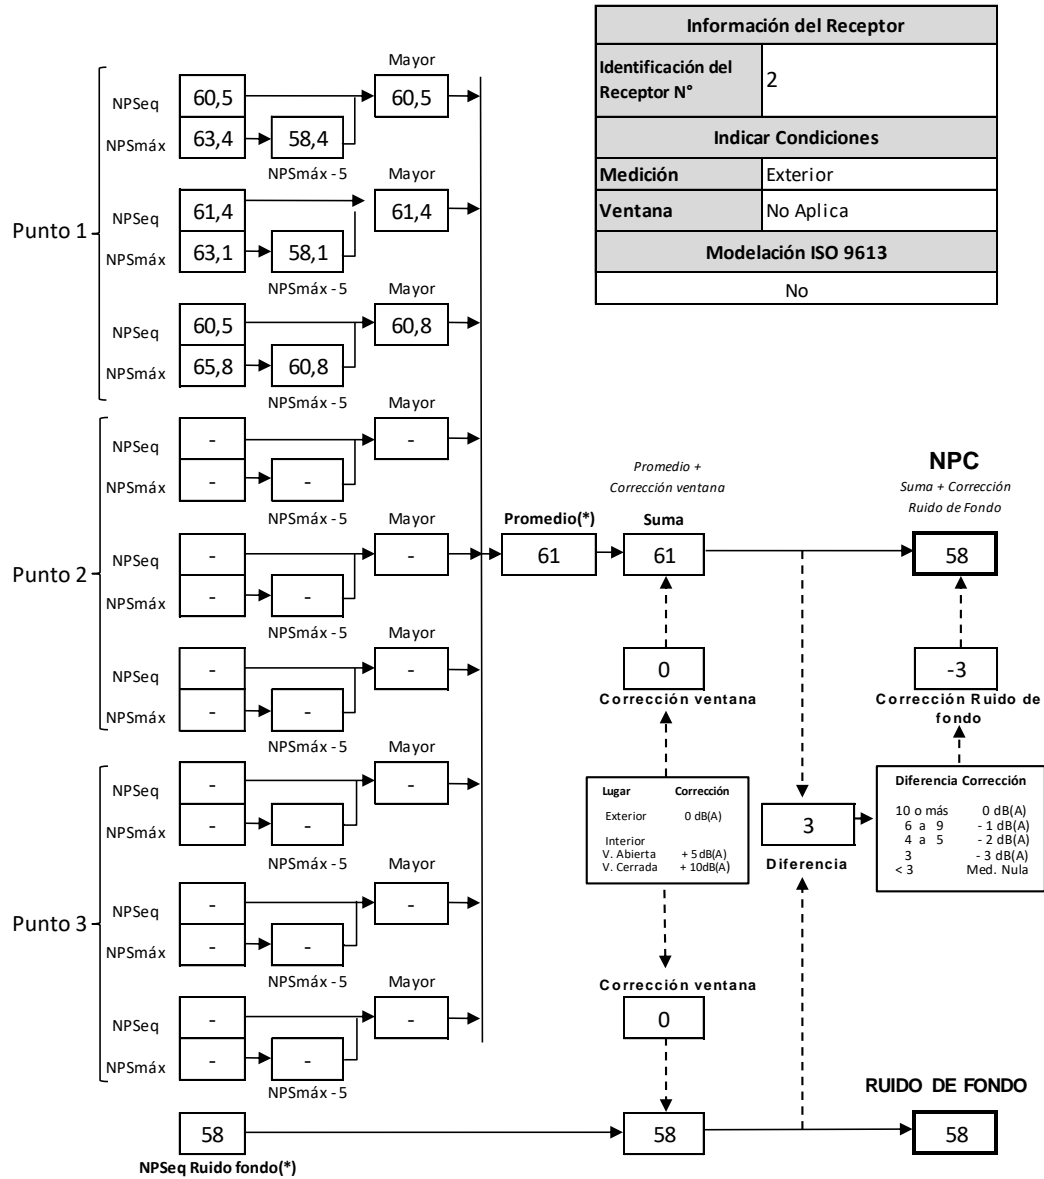 Información del Receptor
Identificación del
Receptor N°
2
Indicar Condiciones
Medición Exterior
Ventana No Aplica
Modelación ISO 9613
No
Punto 1
Mayor
NPSeq 60,5 60,5
NPSmáx 63,4 58,4
NPSmáx - 5 Mayor
NPSeq 61,4 61,4
NPSmáx 63,1 58,1
NPSmáx - 5 Mayor
NPSeq 60,5 60,8
NPSmáx 65,8 60,8
NPSmáx - 5 Mayor
Punto 2
NPSeq - -
NPSmáx - -
NPSmáx - 5 Mayor
NPSeq - -
NPSmáx - -
NPSmáx - 5 Mayor
NPSeq - -
NPSmáx - -
NPSmáx - 5 Mayor
Punto 3
NPSeq - -
NPSmáx - -
NPSmáx - 5 Mayor
NPSeq - -
NPSmáx - -
NPSmáx - 5 Mayor
NPSeq - -
NPSmáx - -
NPSmáx - 5
58
NPSeq Ruido fondo(*)
Promedio(*)
61
Promedio +
Corrección ventana
Suma
61
0
Corrección ventana
Lugar Corrección
Exterior 0 dB(A)
Interior
V. Abierta + 5 dB(A)
V. Cerrada + 10dB(A)
Corrección ventana
0
58
3
Diferencia
NPC
Suma + Corrección
Ruido de Fondo
58
-3
Corrección Ruido de
fondo
Diferencia Corrección
10 o más 0 dB(A)
6 a 9 - 1 dB(A)
4 a 5 - 2 dB(A)
3 - 3 dB(A)
< 3 Med. Nula
RUIDO DE FONDO
58